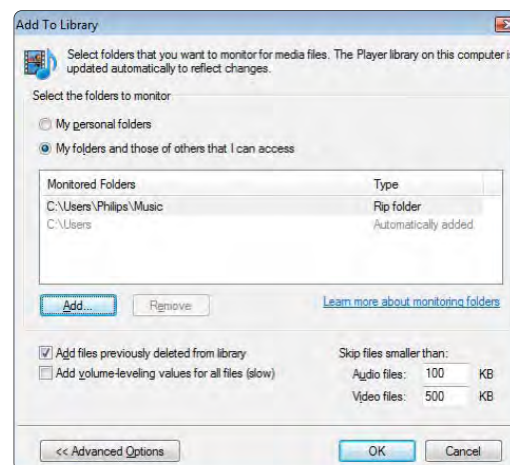 Add To Library
Select folders that you want to monitor for media files. The Player library on this computer
updated automatically to reflect changes.
Select the folders to monitor
My personal folders
My folders and those of others that I can access
Monitored Folders Type
C:\Users\Philips\Music Rip folder
C:\Users Automatically added
Add... Remove Learn more about monitoring folders
Add files previously deleted from library Skip files smaller than:
Add volume-leveling values for all files (slow) Audio files: 100 KB
Video files: 500 KB
<< Advanced Options OK Cancel